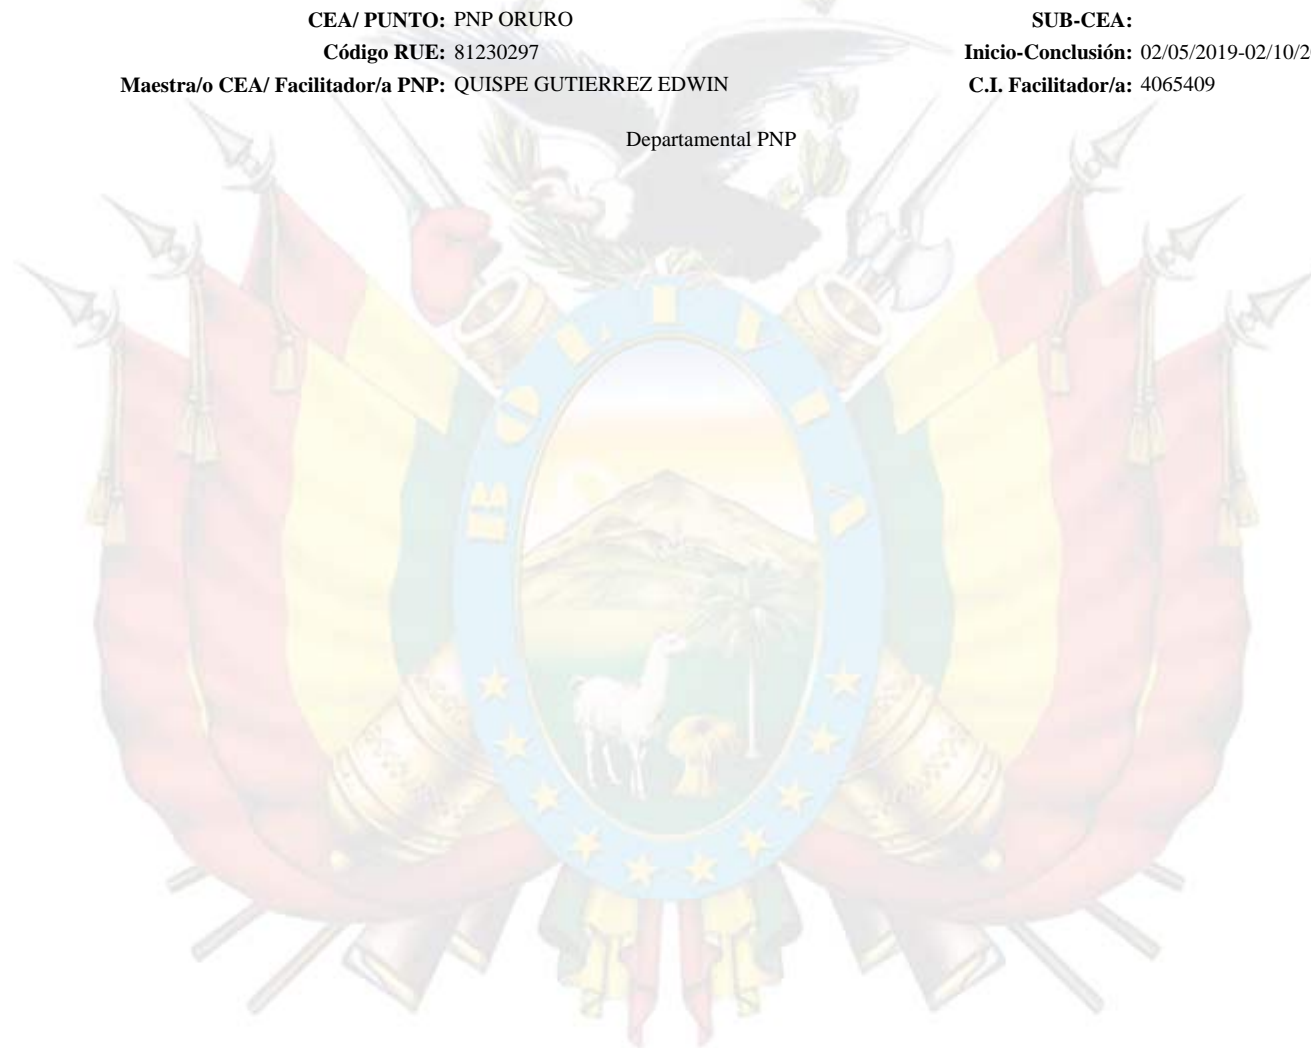 CEA/ PUNTO: PNP ORURO SUB-CEA:
Código RUE: 81230297 Inicio-Conclusión: 02/05/2019-02/10/2
Maestra/o CEA/ Facilitador/a PNP: QUISPE GUTIERREZ EDWIN C.I. Facilitador/a: 4065409
Departamental PNP
BOLIVIA